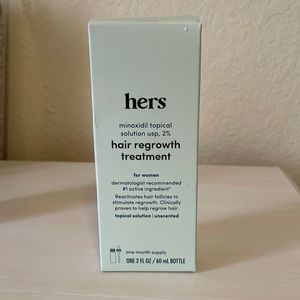 hers
minoxidil topical
solution usp, 2%
hair regrowth
treatment
for women
dermatologist recommended
#1 active ingredient†
Reactivates hair follicles to
stimulate regrowth. Clinically
proven to help regrow hair.
topical solution | unscented
one month supply
ONE 2 FL OZ / 60 mL BOTTLE